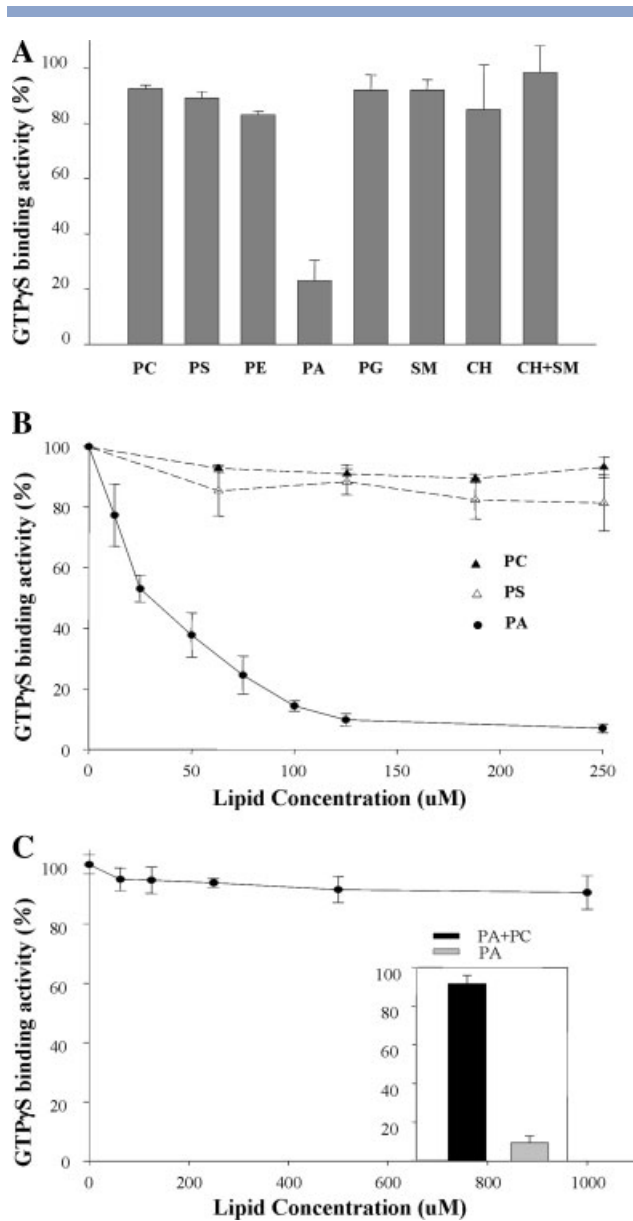 A
GTPγS binding activity (%)
100
80
60
40
20
0
PC PS PE PA PG SM CH CH+SM
B
GTPγS binding activity (%)
100
80
60
40
20
0
PC
PS
PA
0 50 100 150 200 250
Lipid Concentration (uM)
C
GTPγS binding activity (%)
100
80
60
40
20
0
PA+PC
PA
100
80
60
40
20
0 200 400 600 800 1000
Lipid Concentration (uM)